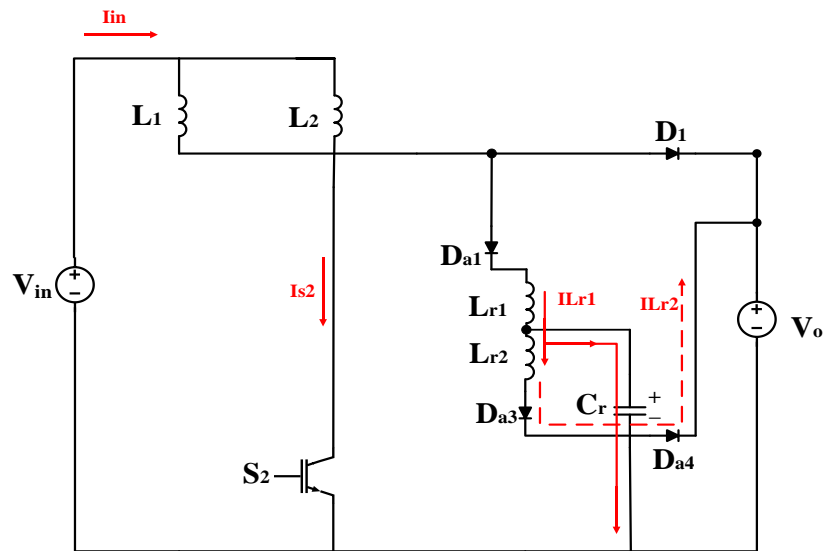 Iin
L1
L2
D1
Da1
Vin
+
−
Is2
ILr1
ILr2
Lr1
+
−
Vo
Lr2
Cr
+
−
Da3
Da4
S2